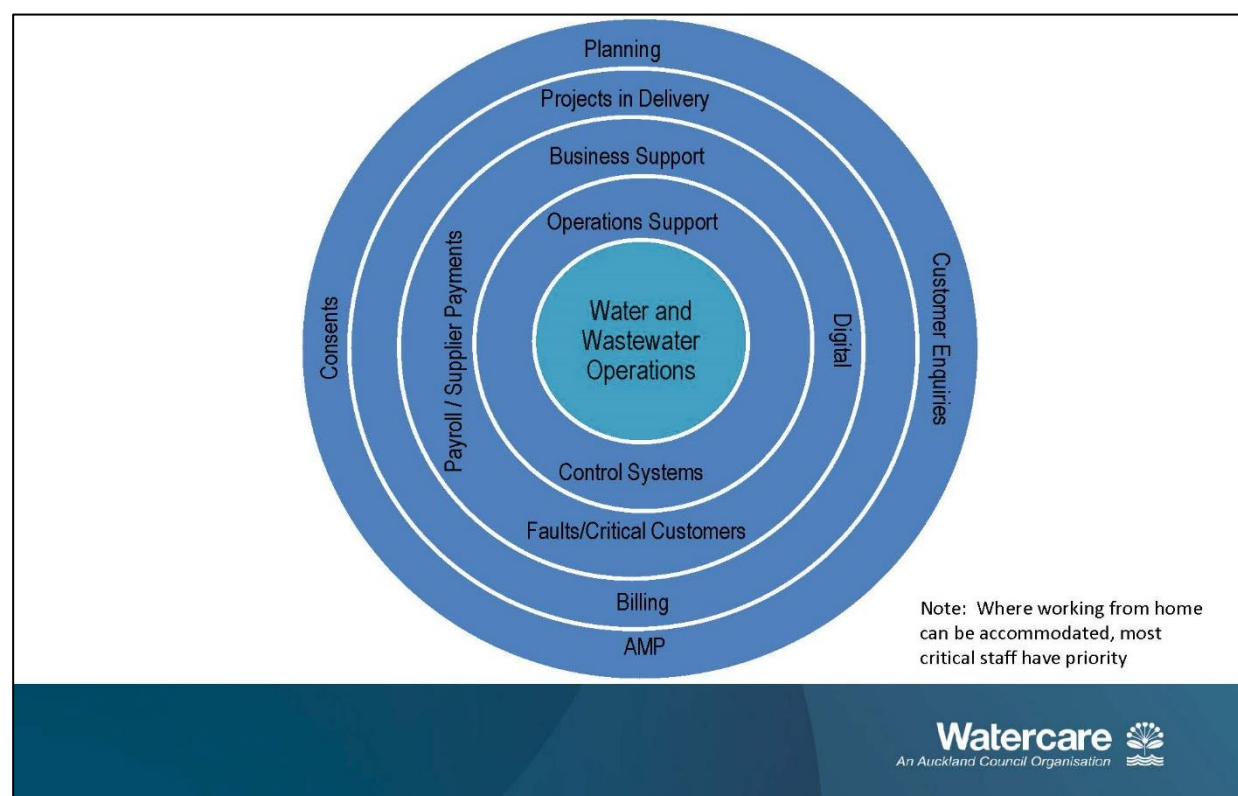 Planning
Projects in Delivery
Business Support
Operations Support
Water and
Wastewater
Operations
Consents
Payroll / Supplier Payments
Digital
Customer Enquiries
Control Systems
Faults/Critical Customers
Billing
AMP
Note: Where working from home
can be accommodated, most
critical staff have priority
Watercare
An Auckland Council Organisation